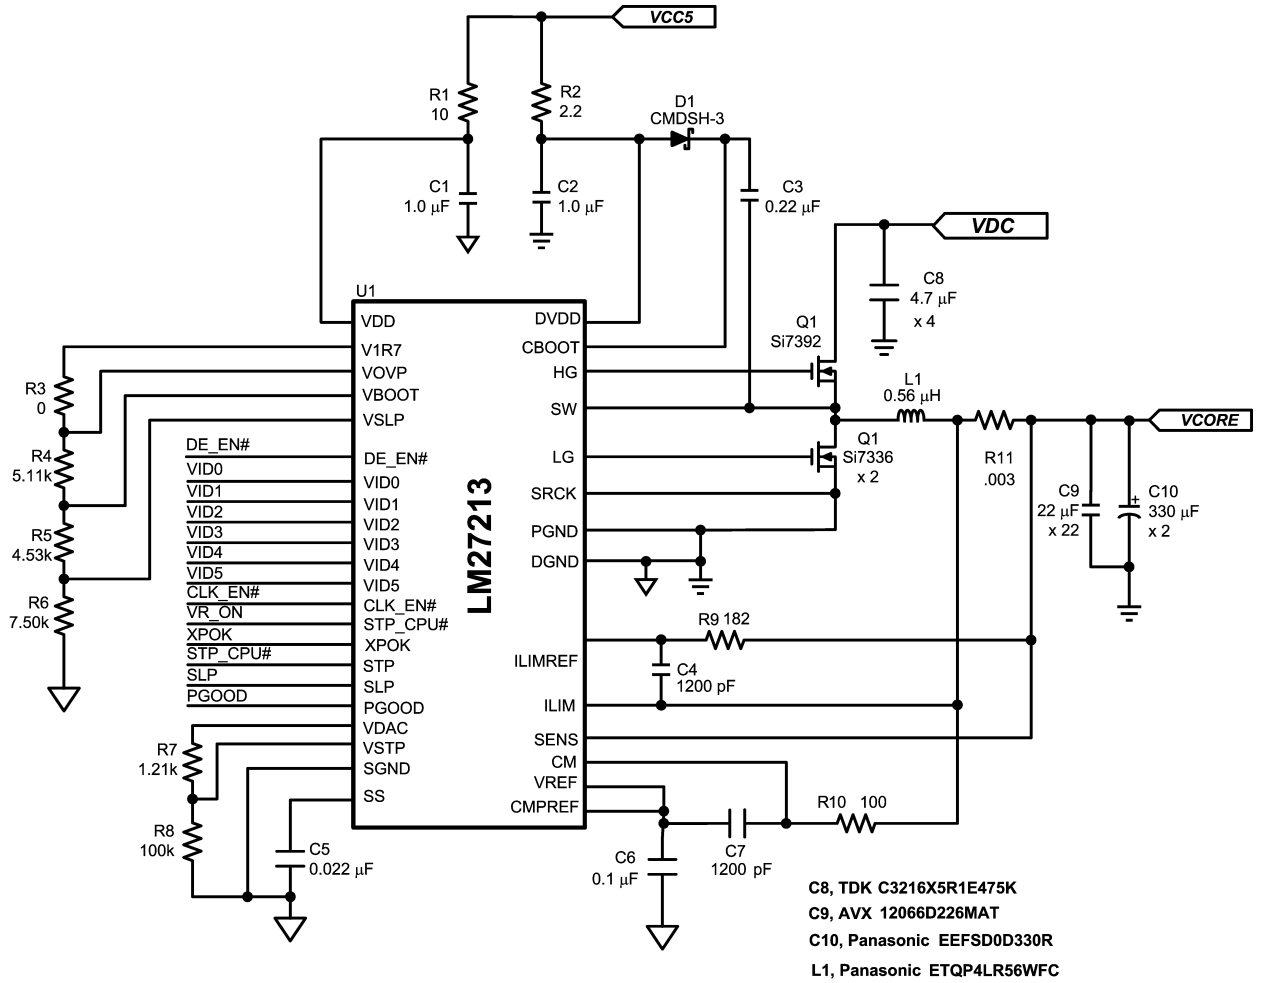 VCC5
R1
10
R2
2.2
D1
CMDSH-3
C1
1.0 µF
C2
1.0 µF
C3
0.22 µF
VDC
C8
4.7 µF
x 4
U1
VDD
V1R7
VOVP
VBOOT
VSLP
DE_EN#
VID0
VID1
VID2
VID3
VID4
VID5
CLK_EN#
STP_CPU#
XPOK
STP
SLP
PGOOD
VDAC
VSTP
SGND
SS
LM27213
DVDD
CBOOT
HG
SW
LG
SRCK
PGND
DGND
ILIMREF
ILIM
SENS
CM
VREF
CMPREF
R3
0
R4
5.11k
R5
4.53k
R6
7.50k
DE_EN#
VID0
VID1
VID2
VID3
VID4
VID5
CLK_EN#
VR_ON
XPOK
STP_CPU#
SLP
PGOOD
R7
1.21k
R8
100k
C5
0.022 µF
Q1
Si7392
L1
0.56 µH
Q1
Si7336
x 2
R11
.003
VCORE
C9
22 µF
x 22
+
C10
330 µF
x 2
R9 182
C4
1200 pF
R10 100
C6
0.1 µF
C7
1200 pF
C8, TDK C3216X5R1E475K
C9, AVX 12066D226MAT
C10, Panasonic EEFSD0D330R
L1, Panasonic ETQP4LR56WFC